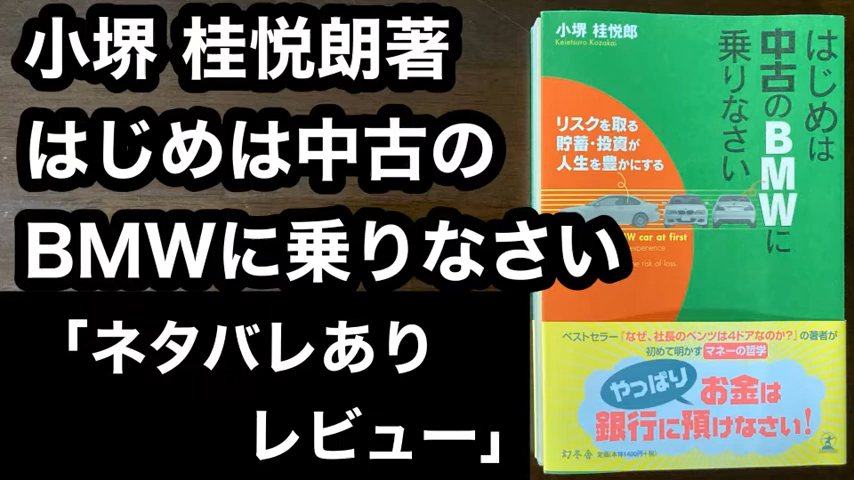 小堺 桂悦朗著
はじめは中古の
BMWに乗りなさい
「ネタバレあり
レビュー」
小堺 桂悦郎
Keietsuro Kozakai
はじめは
中古のBMWに
乗りなさい
リスクを取る
貯蓄・投資が
人生を豊かにする
W car at first
experience
he risk of loss.
ベストセラー『なぜ、社長のベンツは4ドアなのか?』の著者が
初めて明かすマネーの哲学
やっぱり
お金は
銀行に預けなさい!
幻冬舎